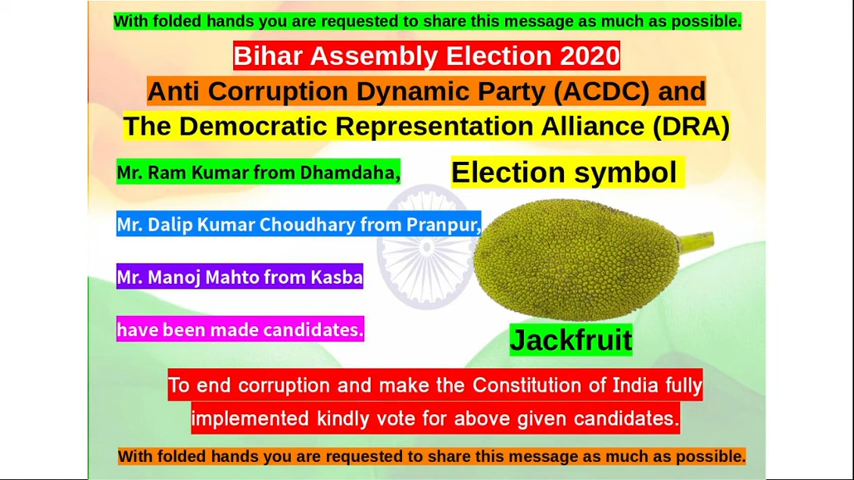 With folded hands you are requested to share this message as much as possible.
Bihar Assembly Election 2020
Anti Corruption Dynamic Party (ACDC) and
The Democratic Representation Alliance (DRA)
Mr. Ram Kumar from Dhamdaha,
Election symbol
Mr. Dalip Kumar Choudhary from Pranpur,
Mr. Manoj Mahto from Kasba
have been made candidates.
Jackfruit
To end corruption and make the Constitution of India fully
implemented kindly vote for above given candidates.
With folded hands you are requested to share this message as much as possible.